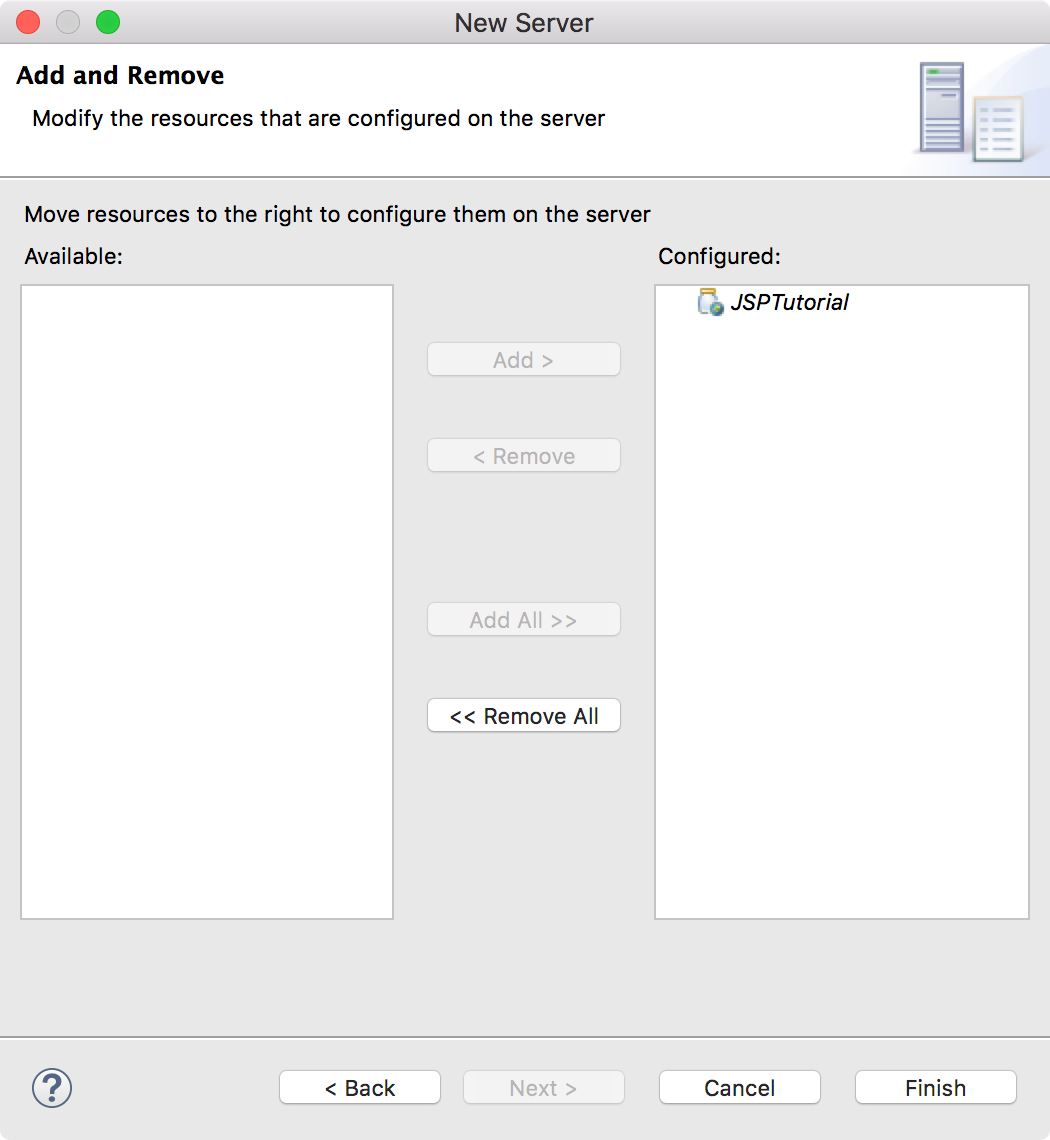 New Server
Add and Remove
Modify the resources that are configured on the server
Move resources to the right to configure them on the server
Available:
Configured:
JSPTutorial
Add >
< Remove
Add All >>
<< Remove All
?
< Back
Next >
Cancel
Finish